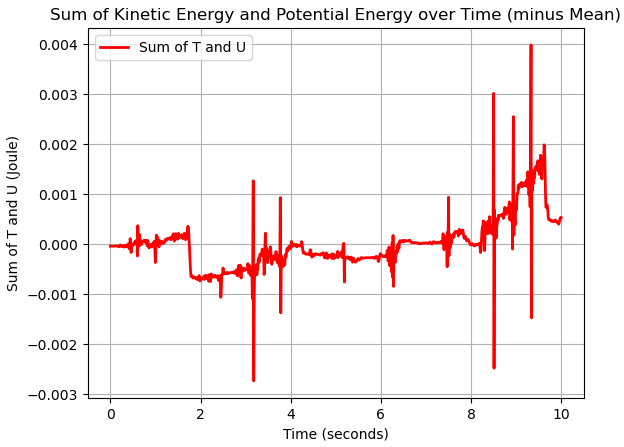 Sum of Kinetic Energy and Potential Energy over Time (minus Mean)
Sum of T and U
0.004
0.003
0.002
0.001
0.000
−0.001
−0.002
−0.003
Sum of T and U (Joule)
0 2 4 6 8 10
Time (seconds)